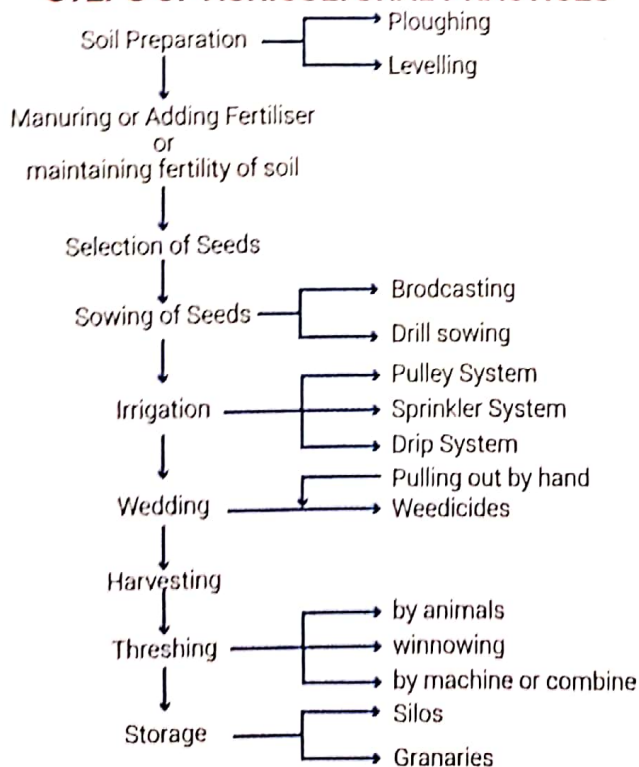 Soil Preparation
Ploughing
Levelling
Manuring or Adding Fertiliser
or
maintaining fertility of soil
Selection of Seeds
Sowing of Seeds
Brodcasting
Drill sowing
Irrigation
Pulley System
Sprinkler System
Drip System
Wedding
Pulling out by hand
Weedicides
Harvesting
Threshing
by animals
winnowing
by machine or combine
Storage
Silos
Granaries